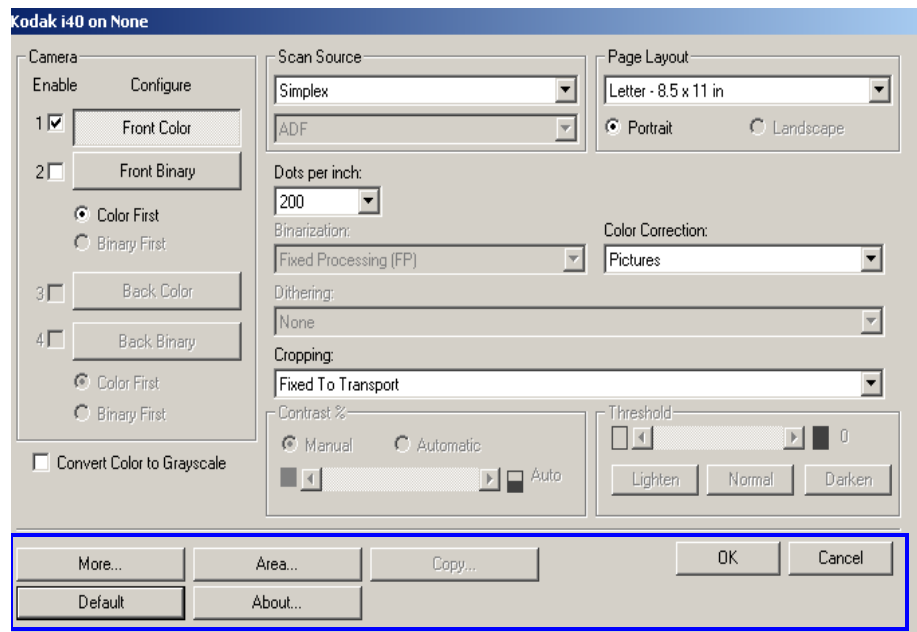 Kodak i40 on None
Camera
Enable Configure
1 Front Color
2 Front Binary
Color First
Binary First
3 Back Color
4 Back Binary
Color First
Binary First
Convert Color to Grayscale
Scan Source
Simplex
ADF
Page Layout
Letter - 8.5 x 11 in
Portrait Landscape
Dots per inch:
200
Binarization:
Fixed Processing (FP)
Color Correction:
Pictures
Dithering:
None
Cropping:
Fixed To Transport
Contrast %
Manual Automatic
Auto
Threshold
0
Lighten Normal Darken
More... Area... Copy... OK Cancel
Default About...